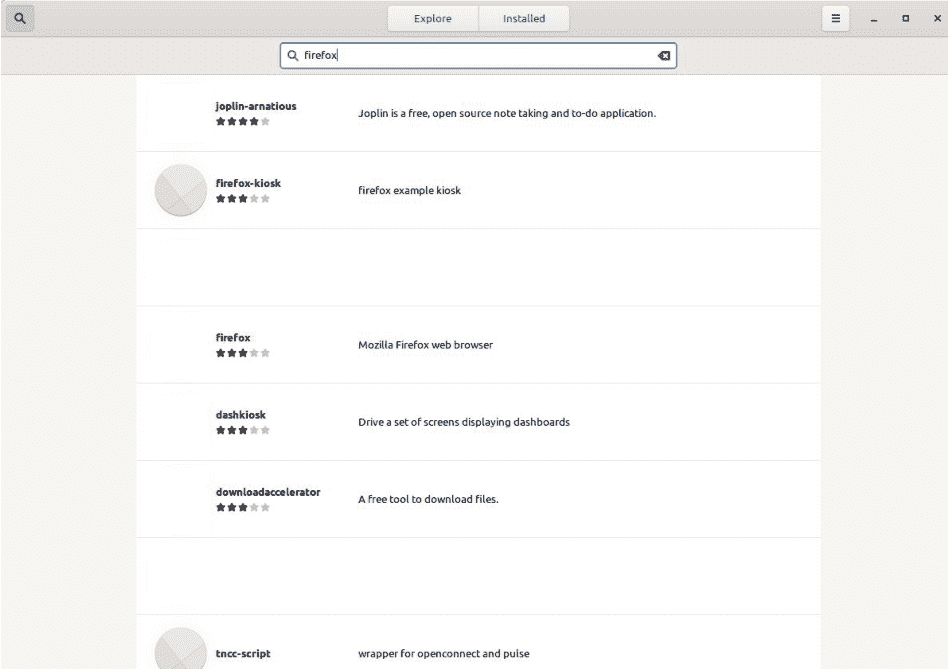 Explore Installed
firefox
joplin-arnatious
Joplin is a free, open source note taking and to-do application.
firefox-kiosk
firefox example kiosk
firefox
Mozilla Firefox web browser
dashkiosk
Drive a set of screens displaying dashboards
downloadaccelerator
A free tool to download files.
tncc-script
wrapper for openconnect and pulse